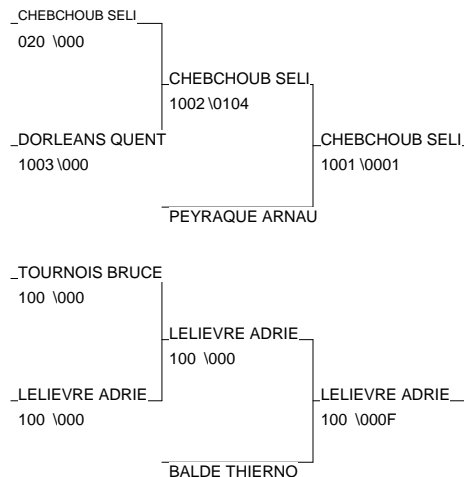 CHEBCHOUB SELI
020 \000
CHEBCHOUB SELI
1002 \0104
DORLEANS QUENT
1003 \000
CHEBCHOUB SELI
1001 \0001
PEYRAQUE ARNAU
TOURNOIS BRUCE
100 \000
LELIEVRE ADRIE
100 \000
LELIEVRE ADRIE
100 \000
LELIEVRE ADRIE
100 \000F
BALDE THIERNO